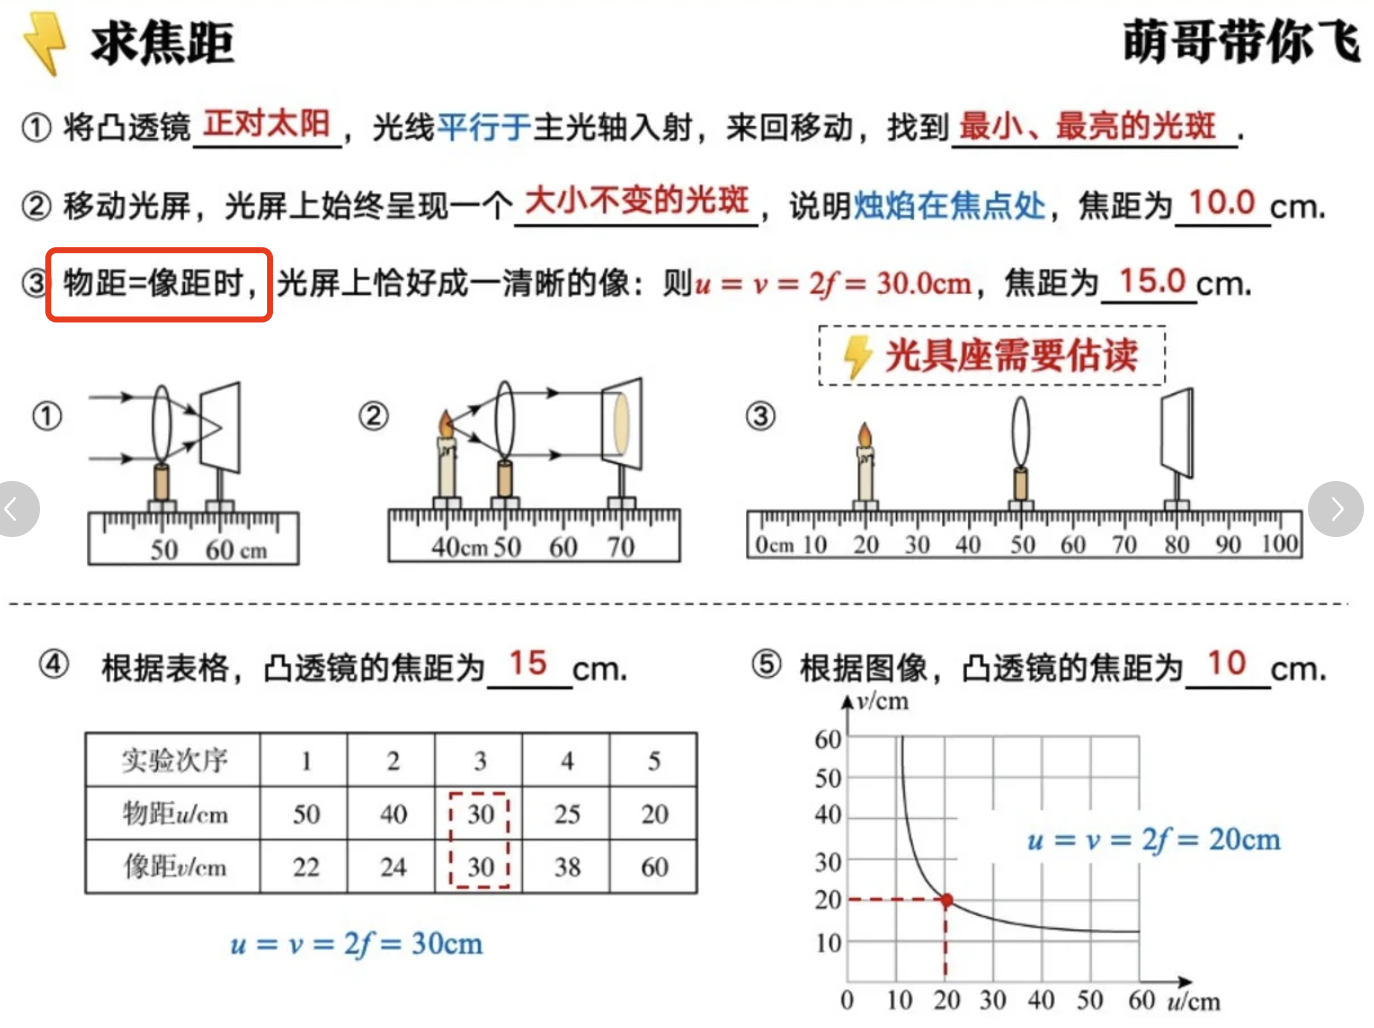 求焦距
萌哥带你飞
① 将凸透镜 正对太阳 ，光线平行于主光轴入射，来回移动，找到 最小、最亮的光斑 .
② 移动光屏，光屏上始终呈现一个 大小不变的光斑 ，说明烛焰在焦点处，焦距为 10.0 cm.
③ 物距=像距时，光屏上恰好成一清晰的像：则u = v = 2f = 30.0cm，焦距为 15.0 cm.
光具座需要估读
① ② ③
50 60 cm
40cm 50 60 70
0cm 10 20 30 40 50 60 70 80 90 100
④ 根据表格，凸透镜的焦距为 15 cm.
实验次序 1 2 3 4 5
物距u/cm 50 40 30 25 20
像距v/cm 22 24 30 38 60
u = v = 2f = 30cm
⑤ 根据图像，凸透镜的焦距为 10 cm.
v/cm
60
50
40
30
20
10
u = v = 2f = 20cm
0 10 20 30 40 50 60 u/cm